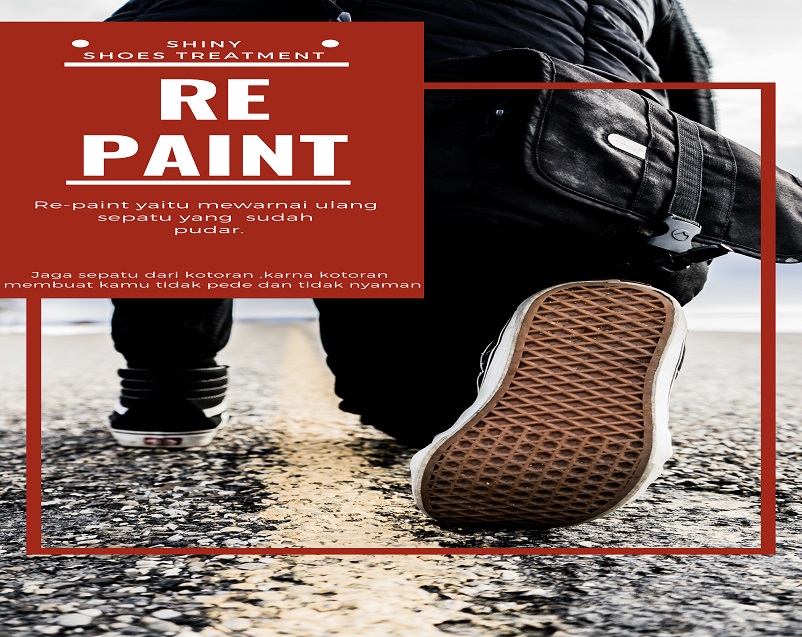 SHINY
SHOES TREATMENT
RE
PAINT
Re-paint yaitu mewarnai ulang
sepatu yang sudah
pudar.
Jaga sepatu dari kotoran .karna kotoran
membuat kamu tidak pede dan tidak nyaman